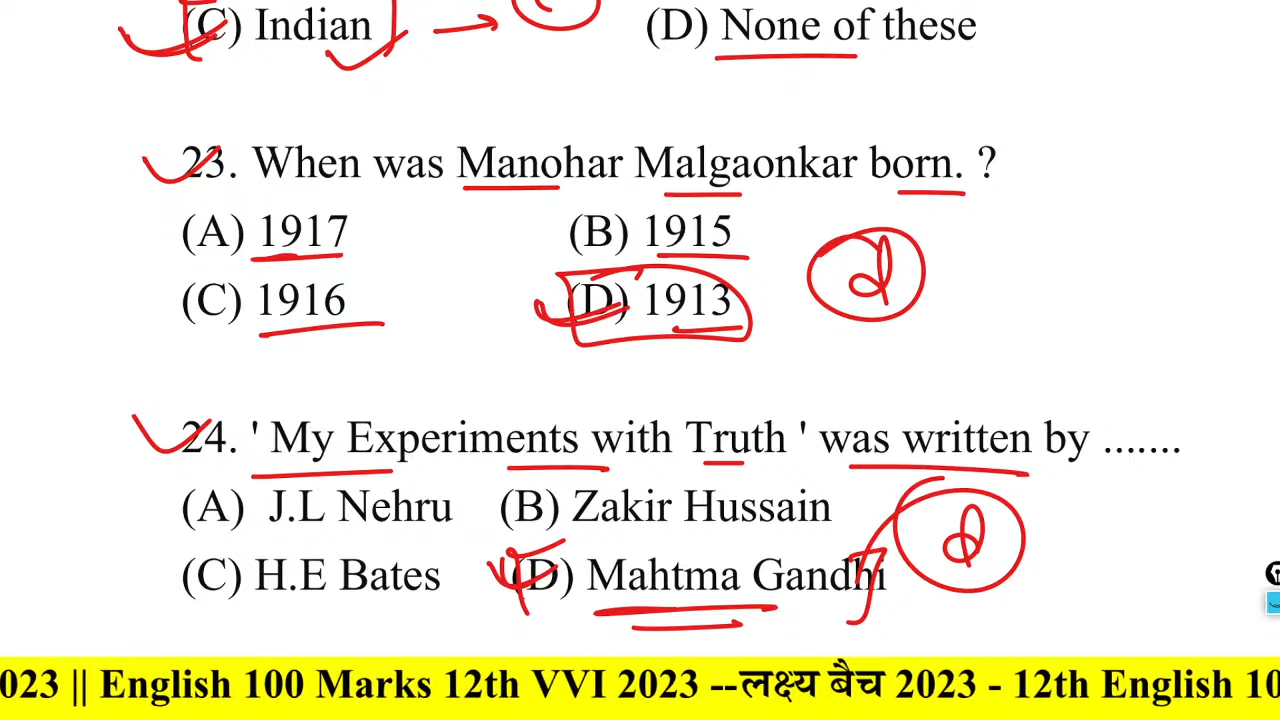 (C) Indian (D) None of these
23. When was Manohar Malgaonkar born. ?
(A) 1917 (B) 1915
(C) 1916 (D) 1913
d
24. ' My Experiments with Truth ' was written by .......
(A) J.L Nehru (B) Zakir Hussain
(C) H.E Bates (D) Mahtma Gandhi
d
023 || English 100 Marks 12th VVI 2023 --लक्ष्य बैच 2023 - 12th English 10